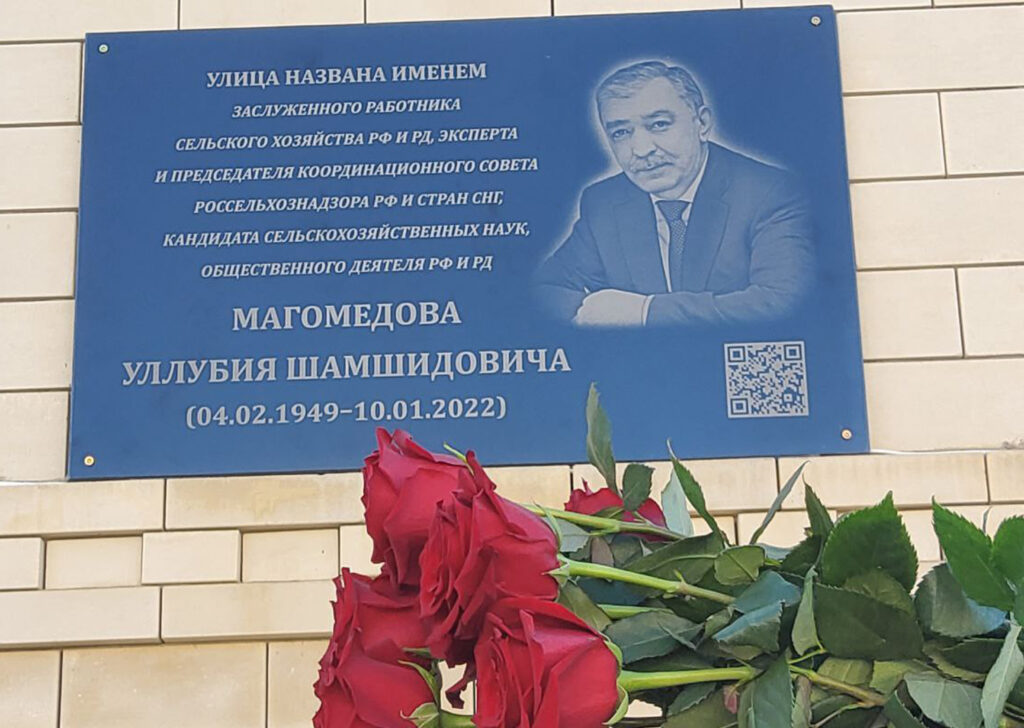 УЛИЦА НАЗВАНА ИМЕНЕМ
ЗАСЛУЖЕННОГО РАБОТНИКА
СЕЛЬСКОГО ХОЗЯЙСТВА РФ И РД, ЭКСПЕРТА
И ПРЕДСЕДАТЕЛЯ КООРДИНАЦИОННОГО СОВЕТА
РОССЕЛЬХОЗНАДЗОРА РФ И СТРАН СНГ,
КАНДИДАТА СЕЛЬСКОХОЗЯЙСТВЕННЫХ НАУК,
ОБЩЕСТВЕННОГО ДЕЯТЕЛЯ РФ И РД
МАГОМЕДОВА
УЛЛУБИЯ ШАМШИДОВИЧА
(04.02.1949–10.01.2022)